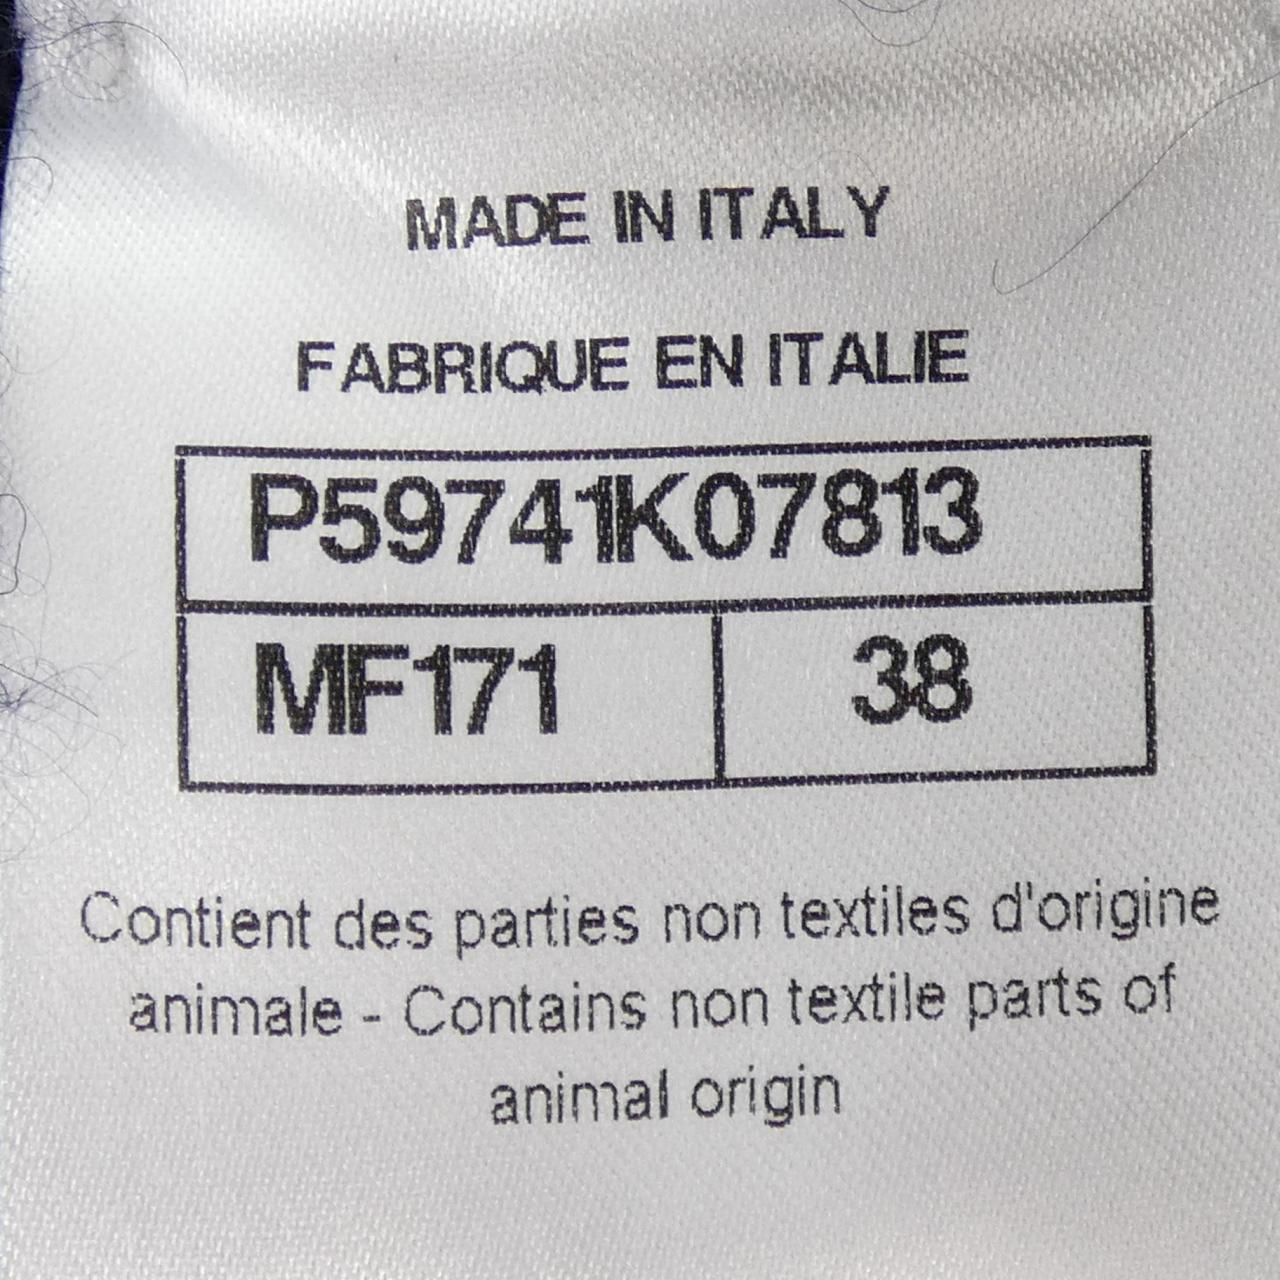 MADE IN ITALY
FABRIQUE EN ITALIE
P59741K07813
MF171 38
Contient des parties non textiles d'origine
animale - Contains non textile parts of
animal origin